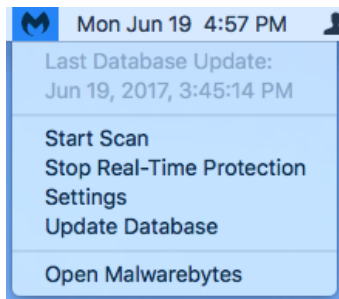 Mon Jun 19 4:57 PM
Last Database Update:
Jun 19, 2017, 3:45:14 PM
Start Scan
Stop Real-Time Protection
Settings
Update Database
Open Malwarebytes